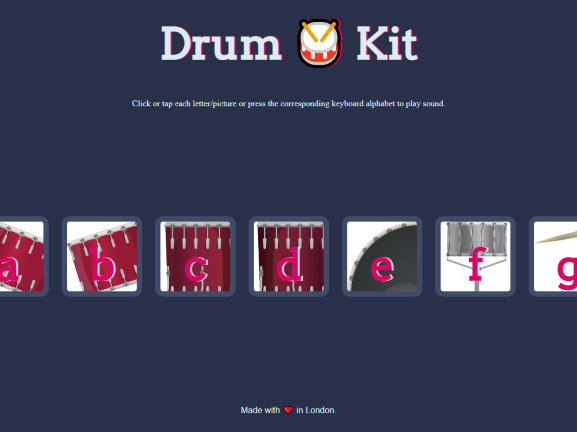 Drum 🥁 Kit
Click or tap each letter/picture or press the corresponding keyboard alphabet to play sound.
a b c d e f g
Made with ❤️ in London.